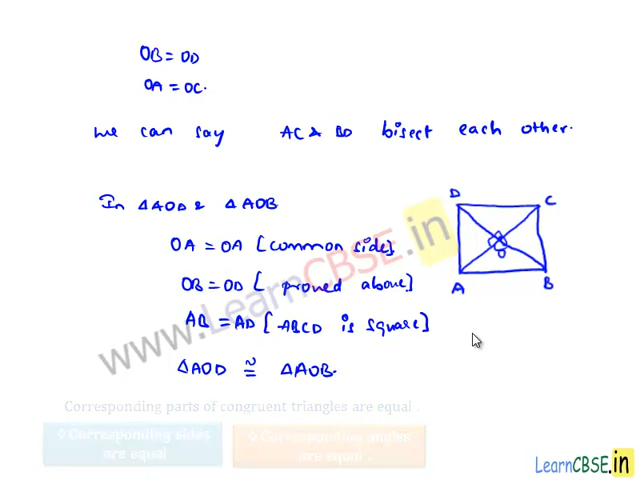 OB = OD
OA = OC.
We can say AC & BD bisect each other.
In ΔAOD & ΔAOB
OA = OA [common side]
OB = OD [proved above]
AB = AD [ABCD is square]
ΔAOD ≅ ΔAOB.
D C
O
A B
Corresponding parts of congruent triangles are equal .
◊ Corresponding sides are equal
◊ Corresponding angles are equal .
www.LearnCBSE.in
LearnCBSE.in